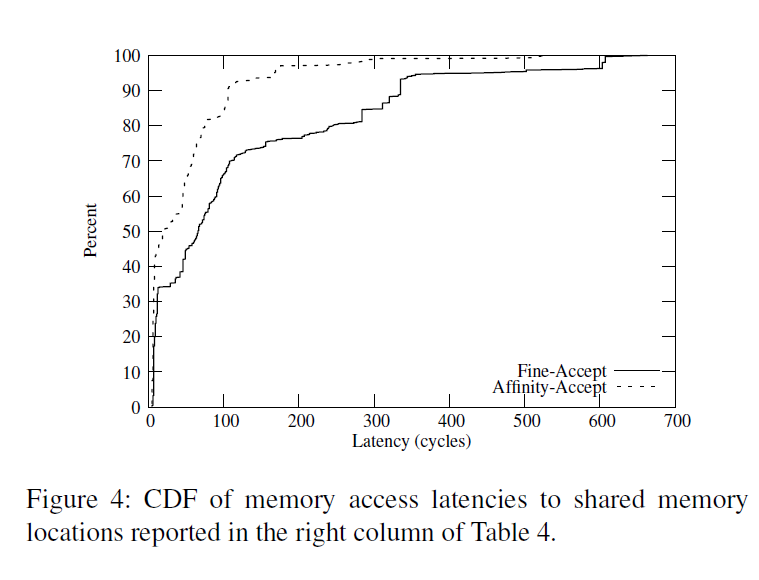 100
90
80
70
60
50
40
30
20
10
0
Percent
0 100 200 300 400 500 600 700
Latency (cycles)
Fine-Accept
Affinity-Accept
Figure 4: CDF of memory access latencies to shared memory
locations reported in the right column of Table 4.